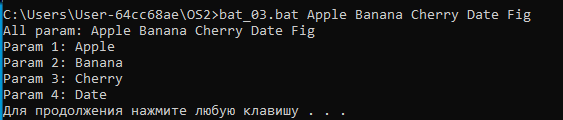 C:\Users\User-64cc68ae\OS2>bat_03.bat Apple Banana Cherry Date Fig
All param: Apple Banana Cherry Date Fig
Param 1: Apple
Param 2: Banana
Param 3: Cherry
Param 4: Date
Для продолжения нажмите любую клавишу . . .